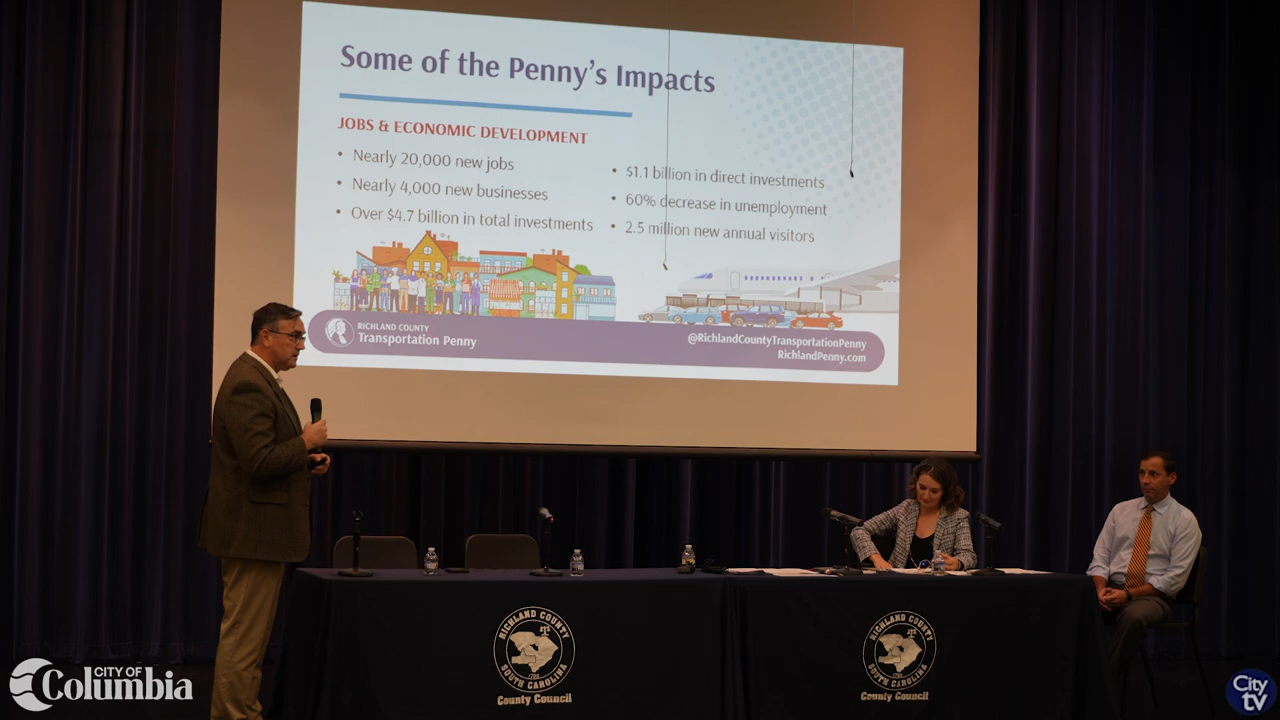 Some of the Penny's Impacts
JOBS & ECONOMIC DEVELOPMENT
• Nearly 20,000 new jobs
• Nearly 4,000 new businesses
• Over $4.7 billion in total investments
• $1.1 billion in direct investments
• 60% decrease in unemployment
• 2.5 million new annual visitors
RICHLAND COUNTY
Transportation Penny
@RichlandCountyTransportationPenny
RichlandPenny.com
RICHLAND COUNTY
SOUTH CAROLINA
County Council
RICHLAND COUNTY
SOUTH CAROLINA
County Council
CITY OF
Columbia
City
tv